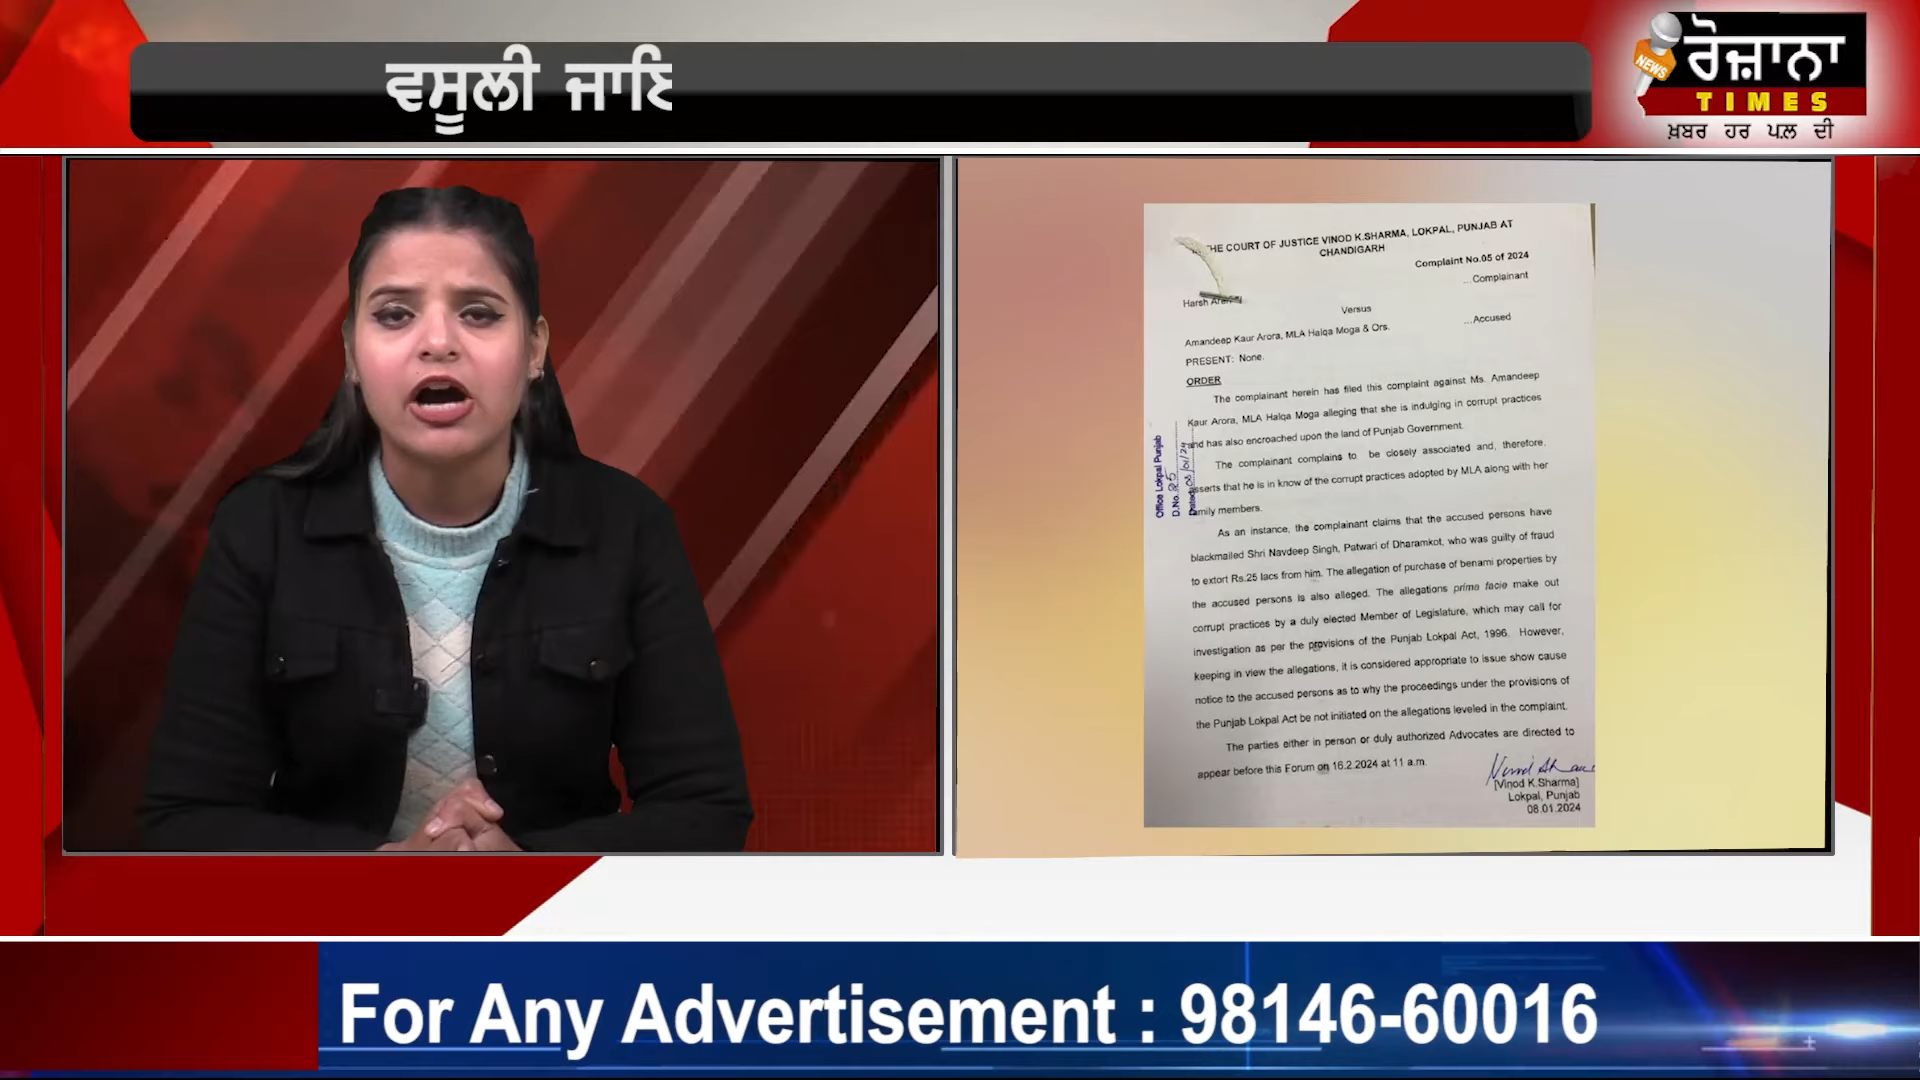 ਵਸੂਲੀ ਜਾਇ
NEWS
ਰੋਜ਼ਾਨਾ
TIMES
ਖ਼ਬਰ ਹਰ ਪਲ ਦੀ
THE COURT OF JUSTICE VINOD K.SHARMA, LOKPAL, PUNJAB AT
CHANDIGARH
Complaint No.05 of 2024
...Complainant
Harsh
Versus
...Accused
Amandeep Kaur Arora, MLA Halqa Moga & Ors.
PRESENT: None.
ORDER
The complainant herein has filed this complaint against Ms. Amandeep
Kaur Arora, MLA Halqa Moga alleging that she is indulging in corrupt practices
and has also encroached upon the land of Punjab Government.
The complainant complains to be closely associated and, therefore,
asserts that he is in know of the corrupt practices adopted by MLA along with her
family members.
As an instance, the complainant claims that the accused persons have
blackmailed Shri Navdeep Singh, Patwari of Dharamkot, who was guilty of fraud
to extort Rs.25 lacs from him. The allegation of purchase of benami properties by
the accused persons is also alleged. The allegations prima facie make out
corrupt practices by a duly elected Member of Legislature, which may call for
investigation as per the provisions of the Punjab Lokpal Act, 1996. However,
keeping in view the allegations, it is considered appropriate to issue show cause
notice to the accused persons as to why the proceedings under the provisions of
the Punjab Lokpal Act be not initiated on the allegations leveled in the complaint.
The parties either in person or duly authorized Advocates are directed to
appear before this Forum on 16.2.2024 at 11 a.m.
[Vinod K.Sharma]
Lokpal, Punjab
08.01.2024
Office Lokpal Punjab
D.No. 25
Dated 08/01/24
For Any Advertisement : 98146-60016